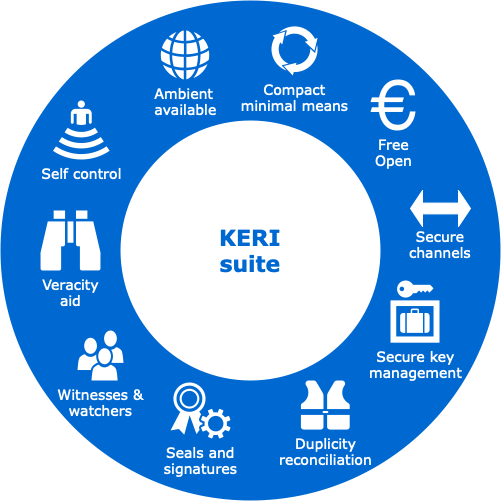 Ambient
available
Compact
minimal means
Free
Open
Secure
channels
Secure key
management
Duplicity
reconciliation
Seals and
signatures
Witnesses &
watchers
Veracity
aid
Self control
KERI
suite